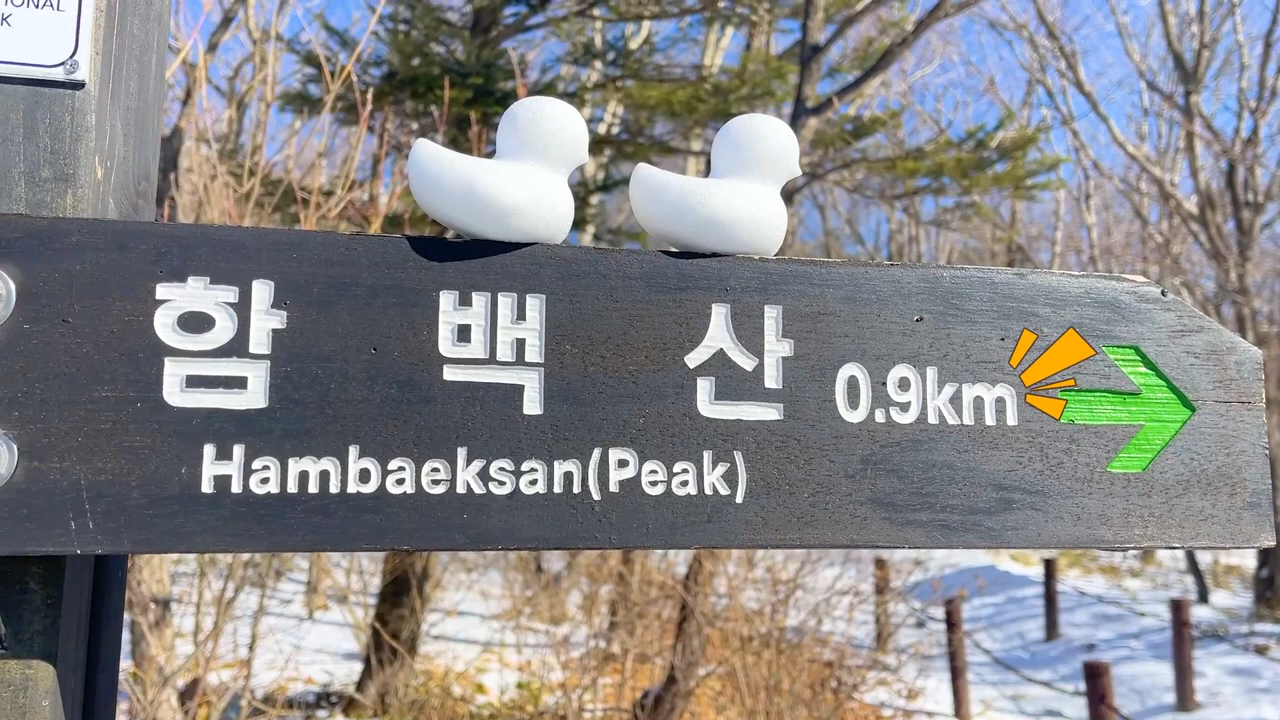 K
함 백 산 0.9km
Hambaeksan(Peak)